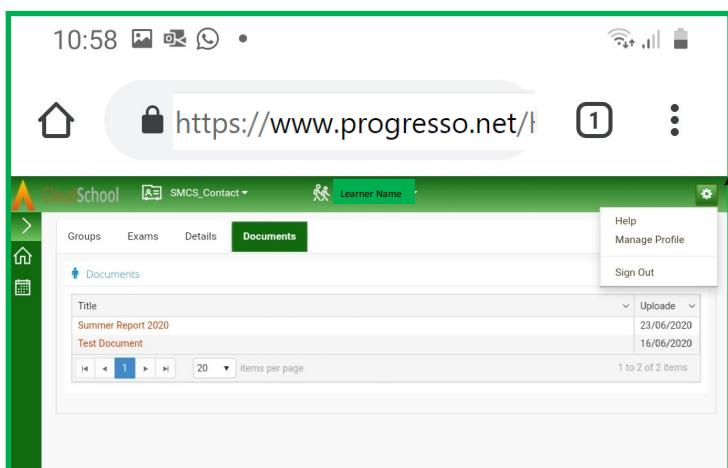 10:58
https://www.progresso.net/
1
CloudSchool SMCS_Contact Learner Name
Help
Manage Profile
Sign Out
Groups Exams Details Documents
Documents
Title Uploade
Summer Report 2020 23/06/2020
Test Document 16/06/2020
1 20 items per page 1 to 2 of 2 items